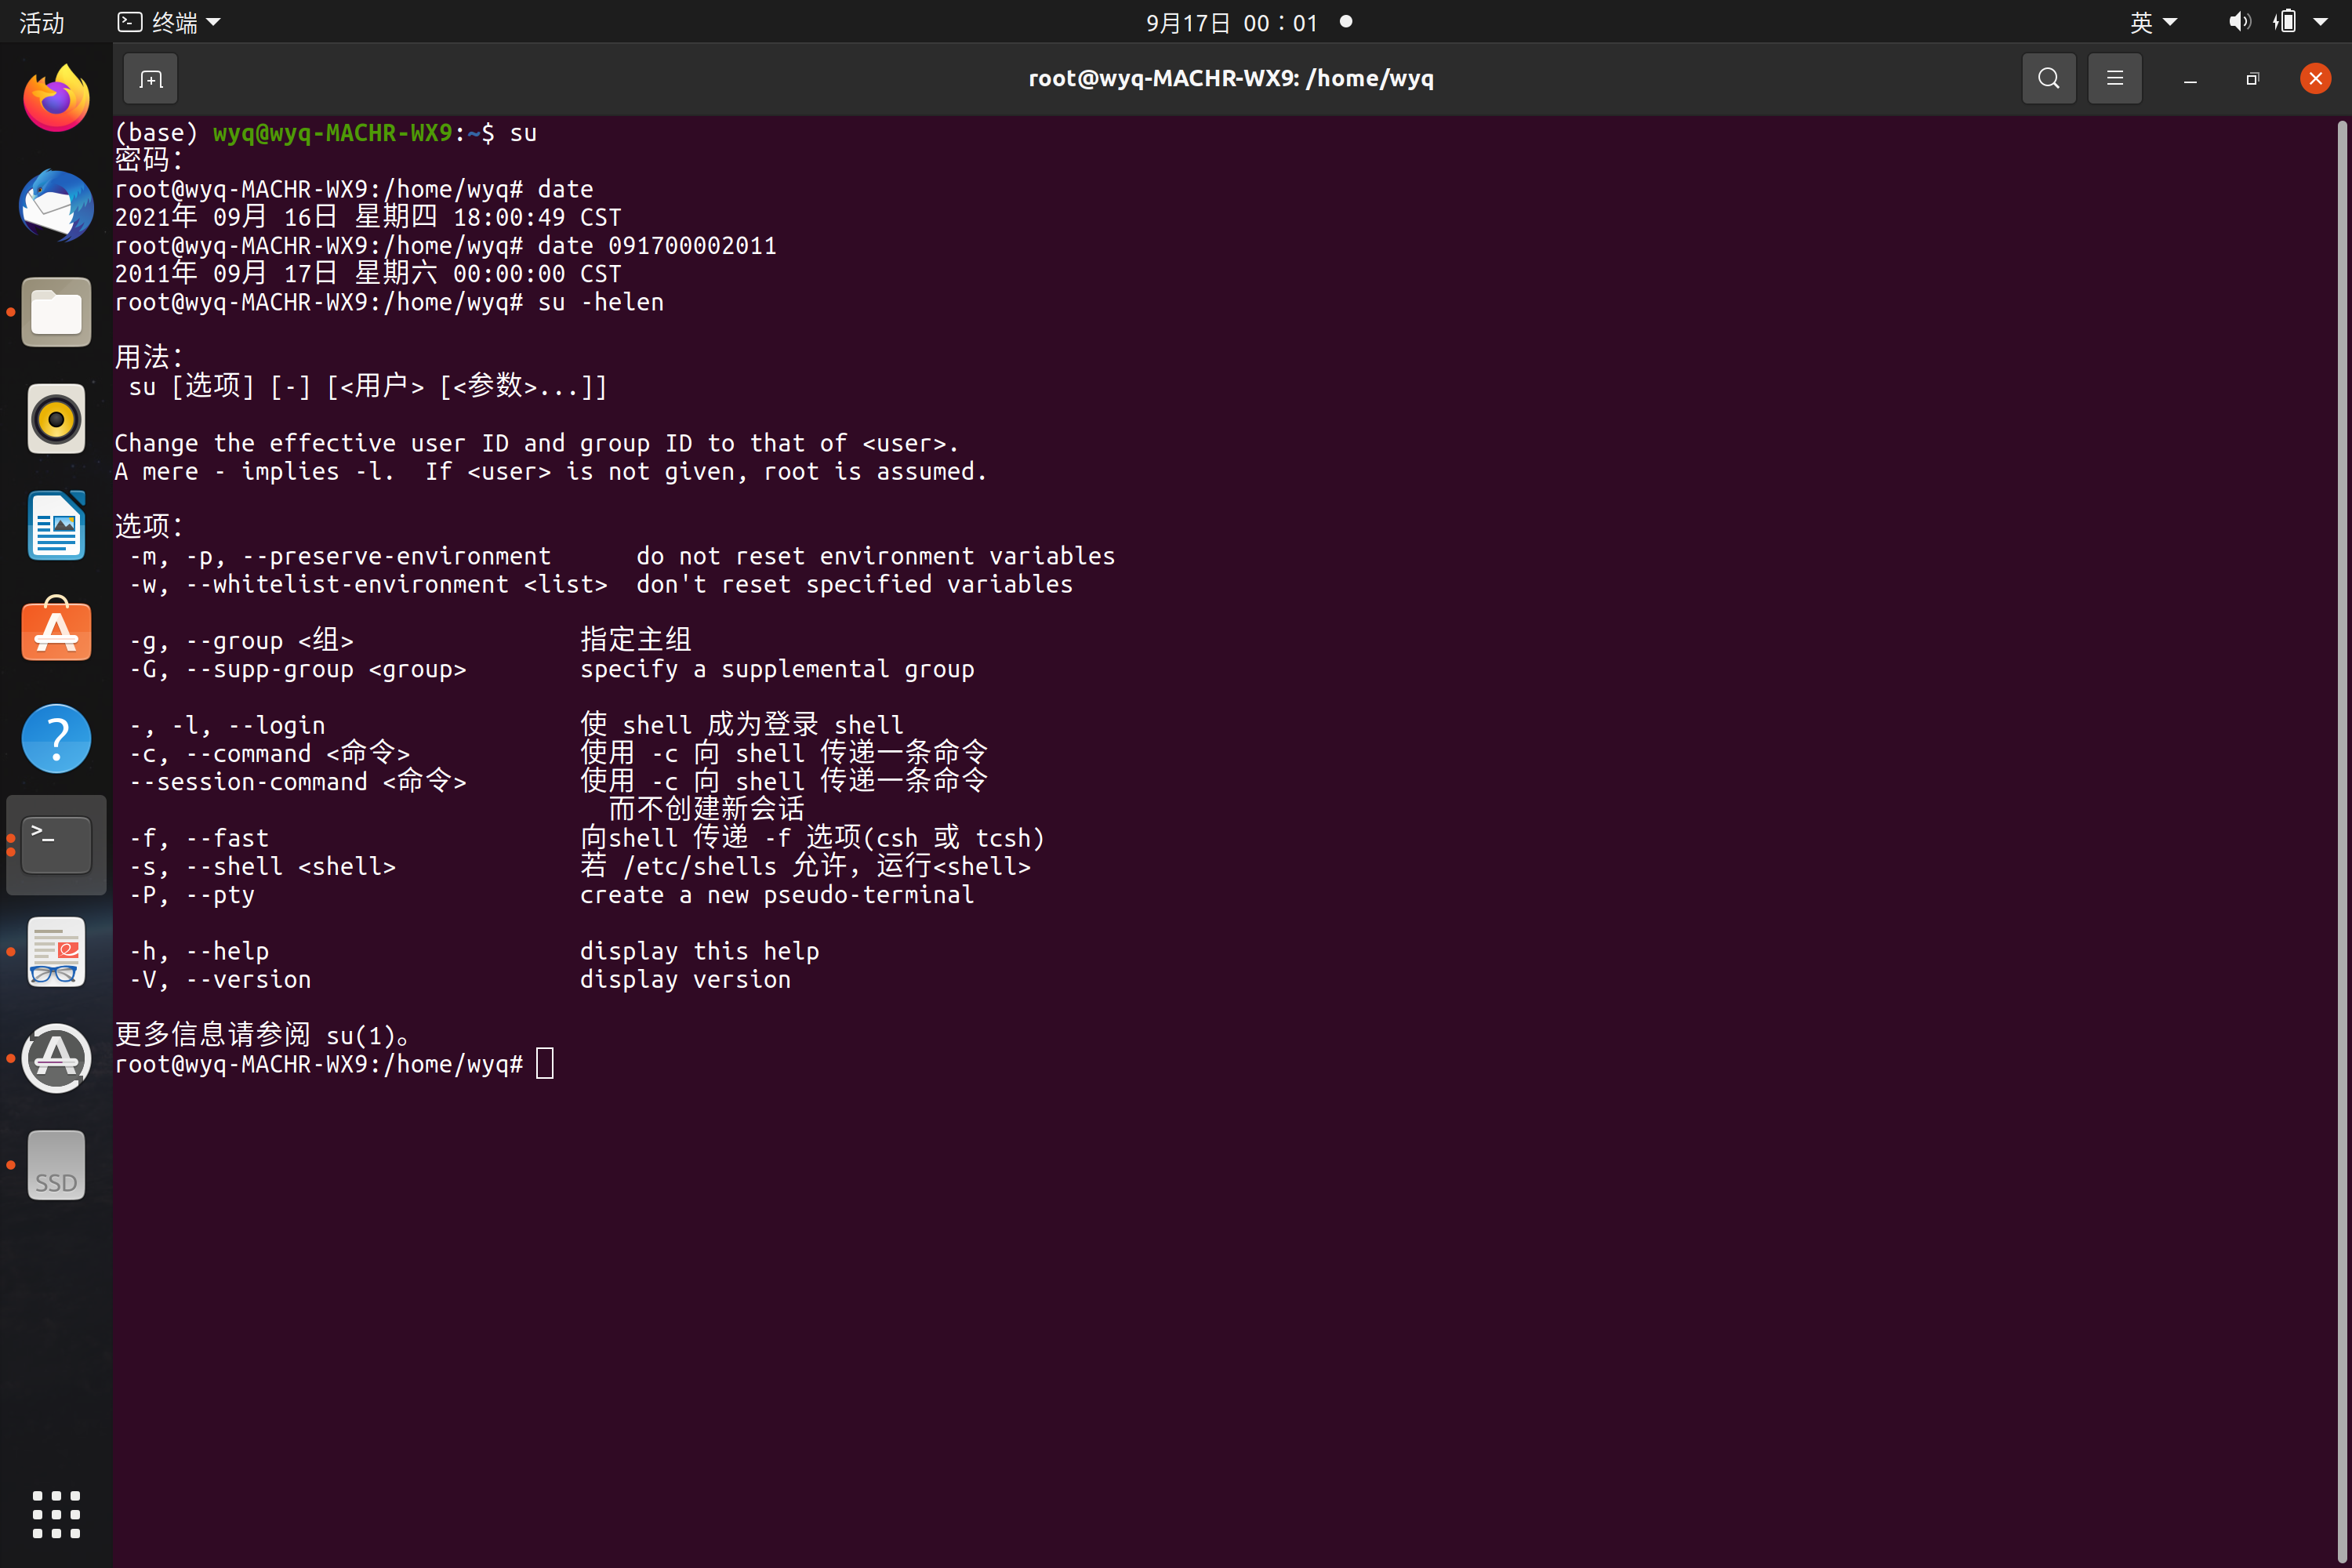 活动 终端 9月17日 00：01 英
root@wyq-MACHR-WX9: /home/wyq
(base) wyq@wyq-MACHR-WX9:~$ su
密码：
root@wyq-MACHR-WX9:/home/wyq# date
2021年 09月 16日 星期四 18:00:49 CST
root@wyq-MACHR-WX9:/home/wyq# date 091700002011
2011年 09月 17日 星期六 00:00:00 CST
root@wyq-MACHR-WX9:/home/wyq# su -helen
用法：
su [选项] [-] [<用户> [<参数>...]]
Change the effective user ID and group ID to that of <user>.
A mere - implies -l.  If <user> is not given, root is assumed.
选项：
-m, -p, --preserve-environment      do not reset environment variables
-w, --whitelist-environment <list>  don't reset specified variables
-g, --group <组>                指定主组
-G, --supp-group <group>        specify a supplemental group
-, -l, --login                  使 shell 成为登录 shell
-c, --command <命令>            使用 -c 向 shell 传递一条命令
--session-command <命令>        使用 -c 向 shell 传递一条命令
而不创建新会话
-f, --fast                      向shell 传递 -f 选项(csh 或 tcsh)
-s, --shell <shell>             若 /etc/shells 允许，运行<shell>
-P, --pty                       create a new pseudo-terminal
-h, --help                      display this help
-V, --version                   display version
更多信息请参阅 su(1)。
root@wyq-MACHR-WX9:/home/wyq#
SSD